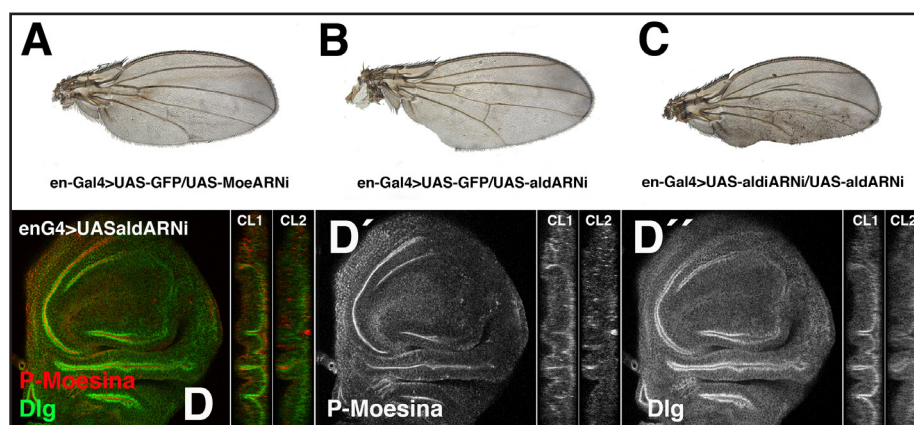 A
B
C
en-Gal4>UAS-GFP/UAS-MoeARNi
en-Gal4>UAS-GFP/UAS-aldARNi
en-Gal4>UAS-aldiARNi/UAS-aldARNi
enG4>UASaldARNi
CL1
CL2
D´
CL1
CL2
D´´
CL1
CL2
P-Moesina
Dlg
D
P-Moesina
Dlg